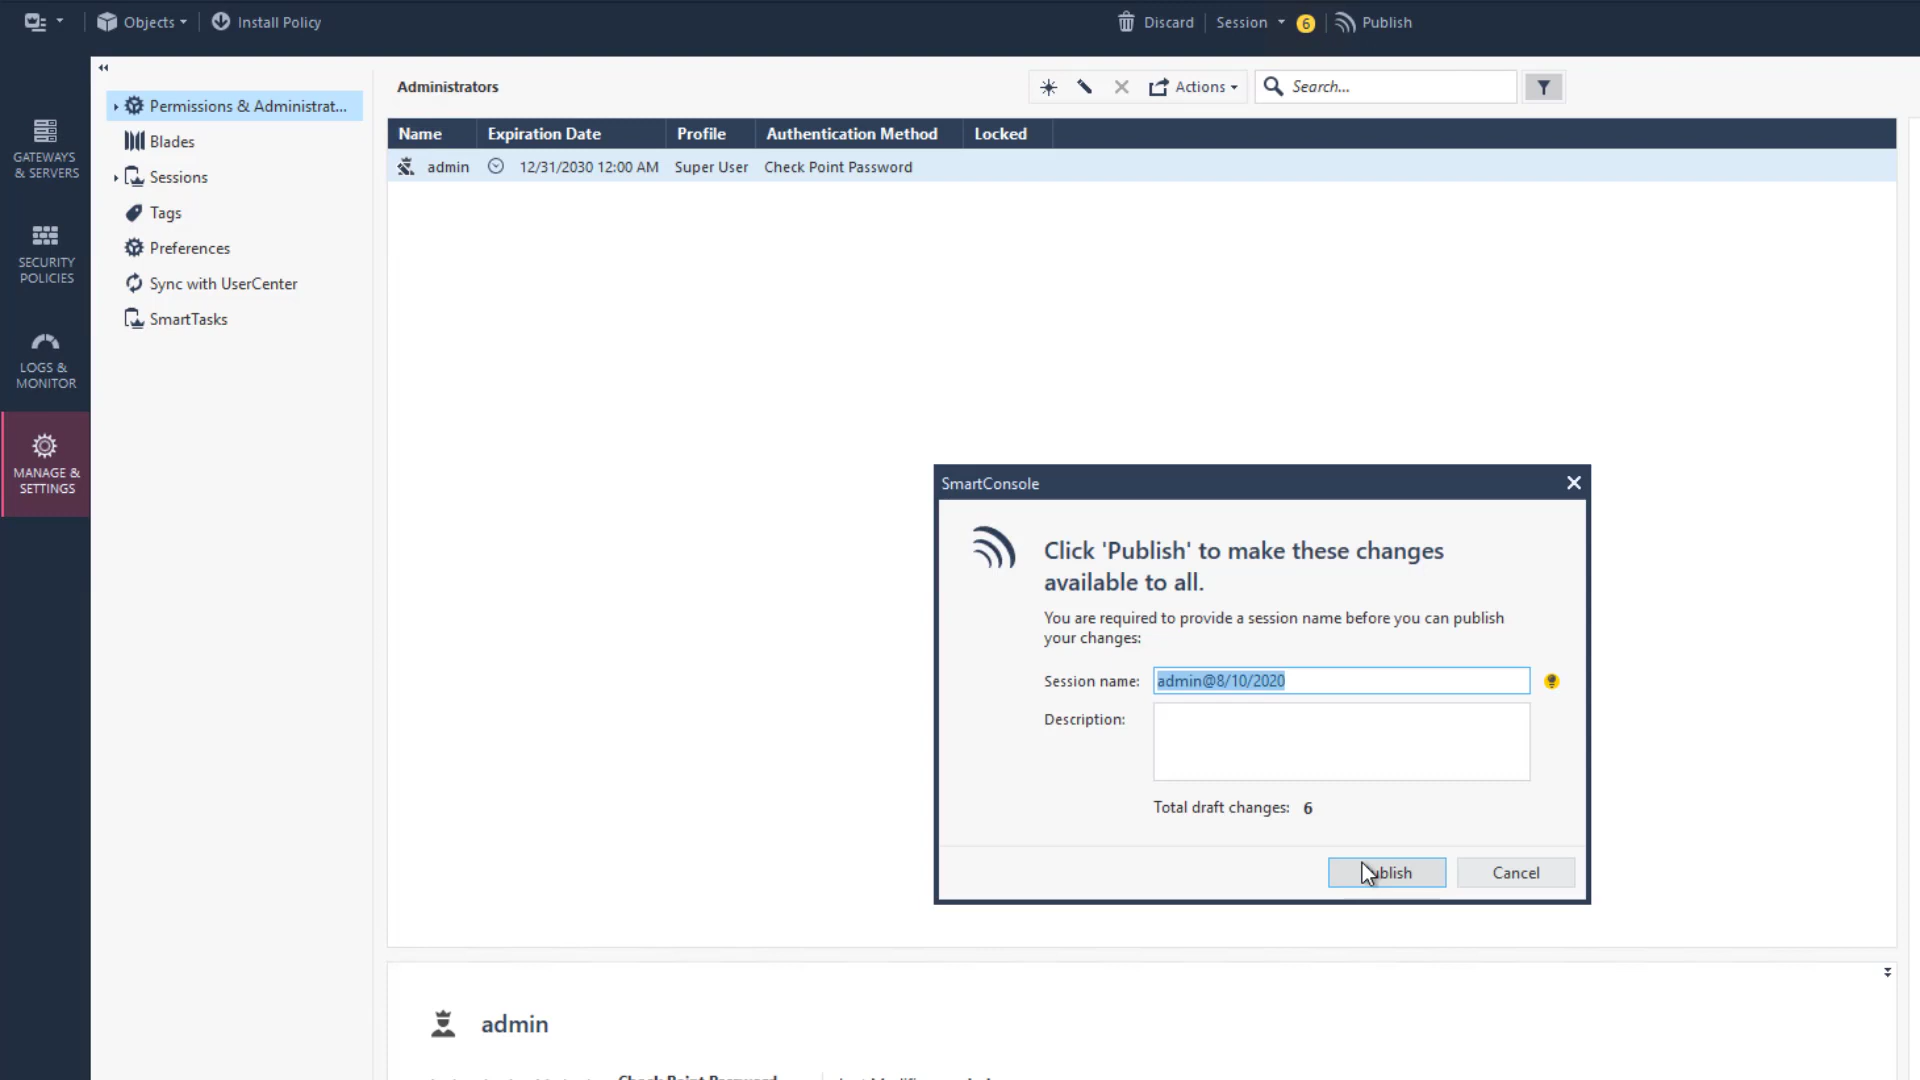 Objects
Install Policy
Discard
Session
6
Publish
Permissions & Administrat...
Blades
Sessions
Tags
Preferences
Sync with UserCenter
SmartTasks
GATEWAYS
& SERVERS
SECURITY
POLICIES
LOGS &
MONITOR
MANAGE &
SETTINGS
Administrators
Actions
Search...
Name Expiration Date Profile Authentication Method Locked
admin 12/31/2030 12:00 AM Super User Check Point Password
SmartConsole
Click 'Publish' to make these changes
available to all.
You are required to provide a session name before you can publish
your changes:
Session name: admin@8/10/2020
Description:
Total draft changes: 6
Publish
Cancel
admin
Check Point Password